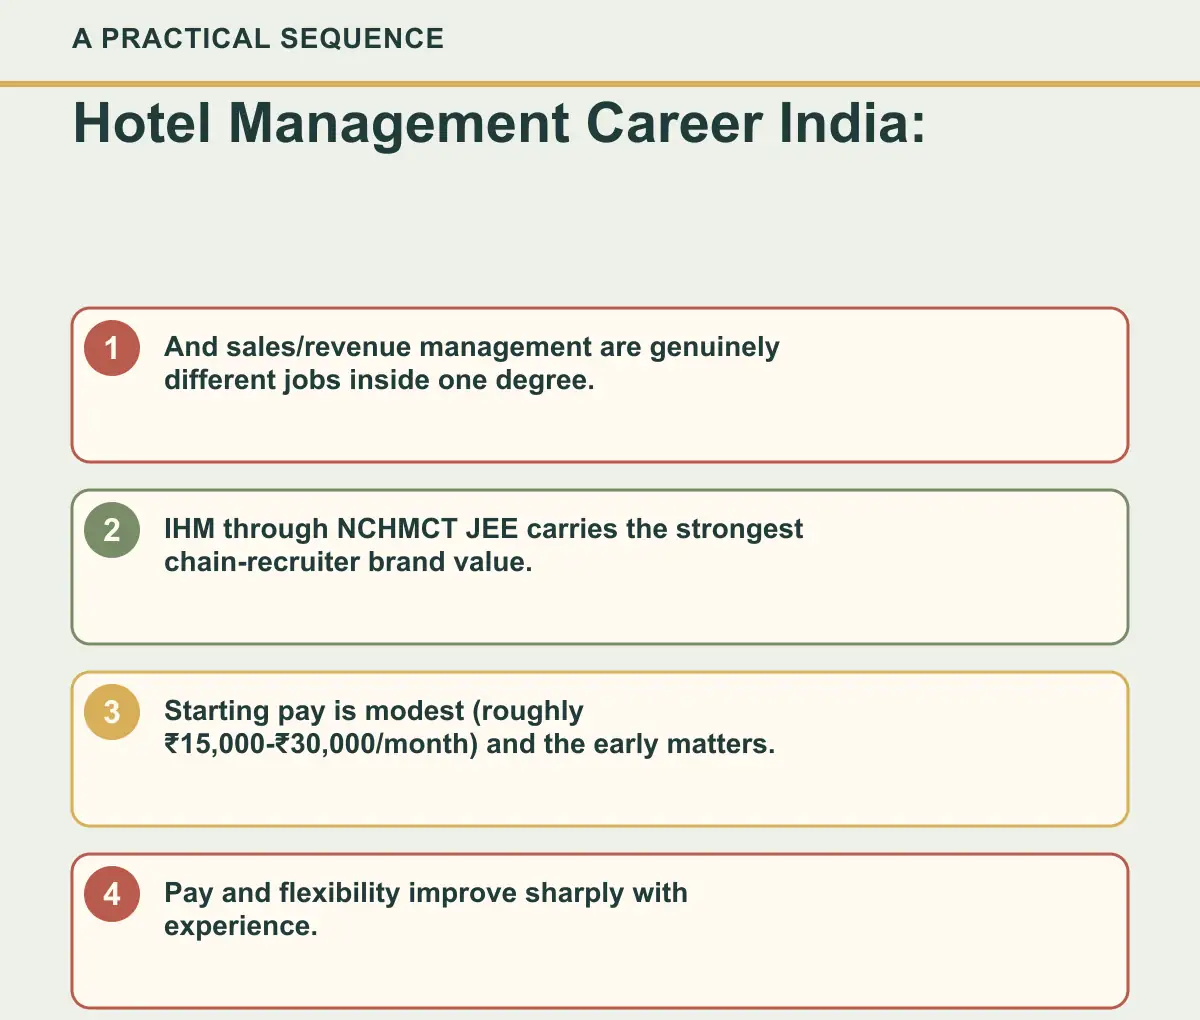 A PRACTICAL SEQUENCE
Hotel Management Career India:
1
And sales/revenue management are genuinely
different jobs inside one degree.
2
IHM through NCHMCT JEE carries the strongest
chain-recruiter brand value.
3
Starting pay is modest (roughly
₹15,000-₹30,000/month) and the early matters.
4
Pay and flexibility improve sharply with
experience.